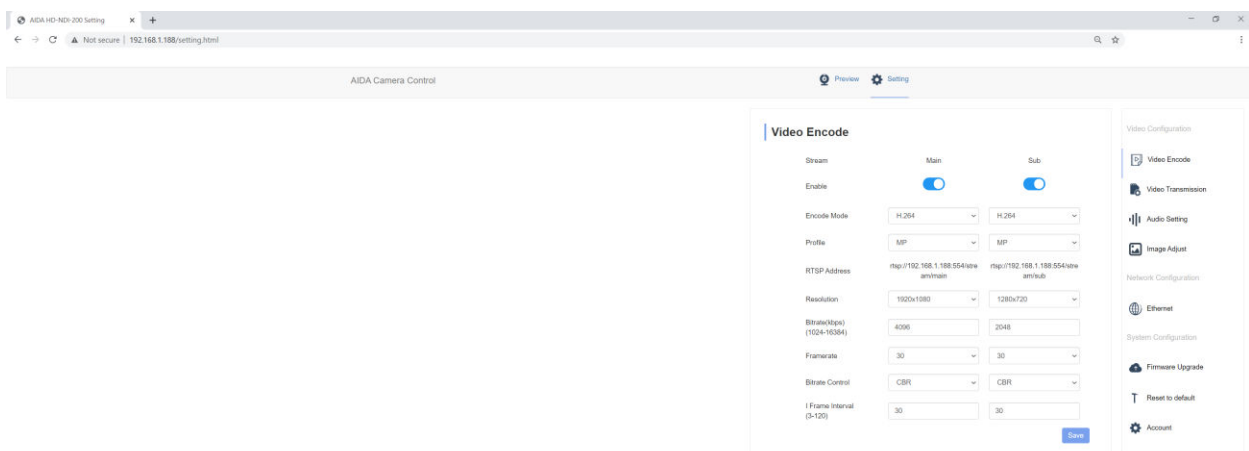 AIDA HD-NDI-200 Setting
Not secure | 192.168.1.188/setting.html
AIDA Camera Control Preview Setting
Video Encode
Stream Main Sub
Enable
Encode Mode H.264 H.264
Profile MP MP
RTSP Address rtsp://192.168.1.188:554/stre rtsp://192.168.1.188:554/stre
am/main am/sub
Resolution 1920x1080 1280x720
Bitrate(kbps)
(1024-16384) 4096 2048
Framerate 30 30
Bitrate Control CBR CBR
I Frame Interval
(3-120) 30 30
Save
Video Configuration
Video Encode
Video Transmission
Audio Setting
Image Adjust
Network Configuration
Ethernet
System Configuration
Firmware Upgrade
Reset to default
Account